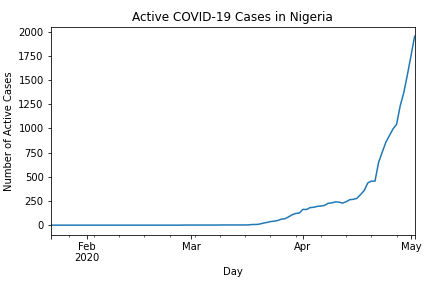 Active COVID-19 Cases in Nigeria
2000
1750
1500
1250
1000
750
500
250
0
Number of Active Cases
Feb
2020
Mar
Apr
May
Day